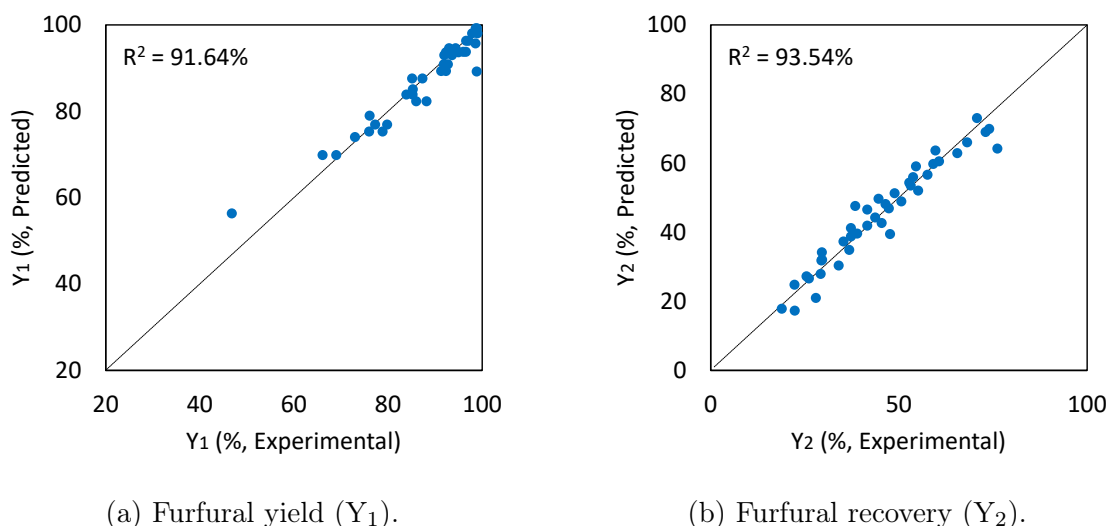 R² = 91.64%
100
80
60
40
20
Y₁ (%, Predicted)
20 40 60 80 100
Y₁ (%, Experimental)
(a) Furfural yield (Y₁).
R² = 93.54%
100
80
60
40
20
0
Y₂ (%, Predicted)
0 50 100
Y₂ (%, Experimental)
(b) Furfural recovery (Y₂).